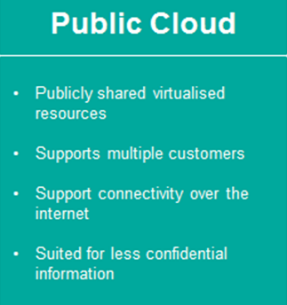 Public Cloud
• Publicly shared virtualised
resources
• Supports multiple customers
• Support connectivity over the
internet
• Suited for less confidential
information